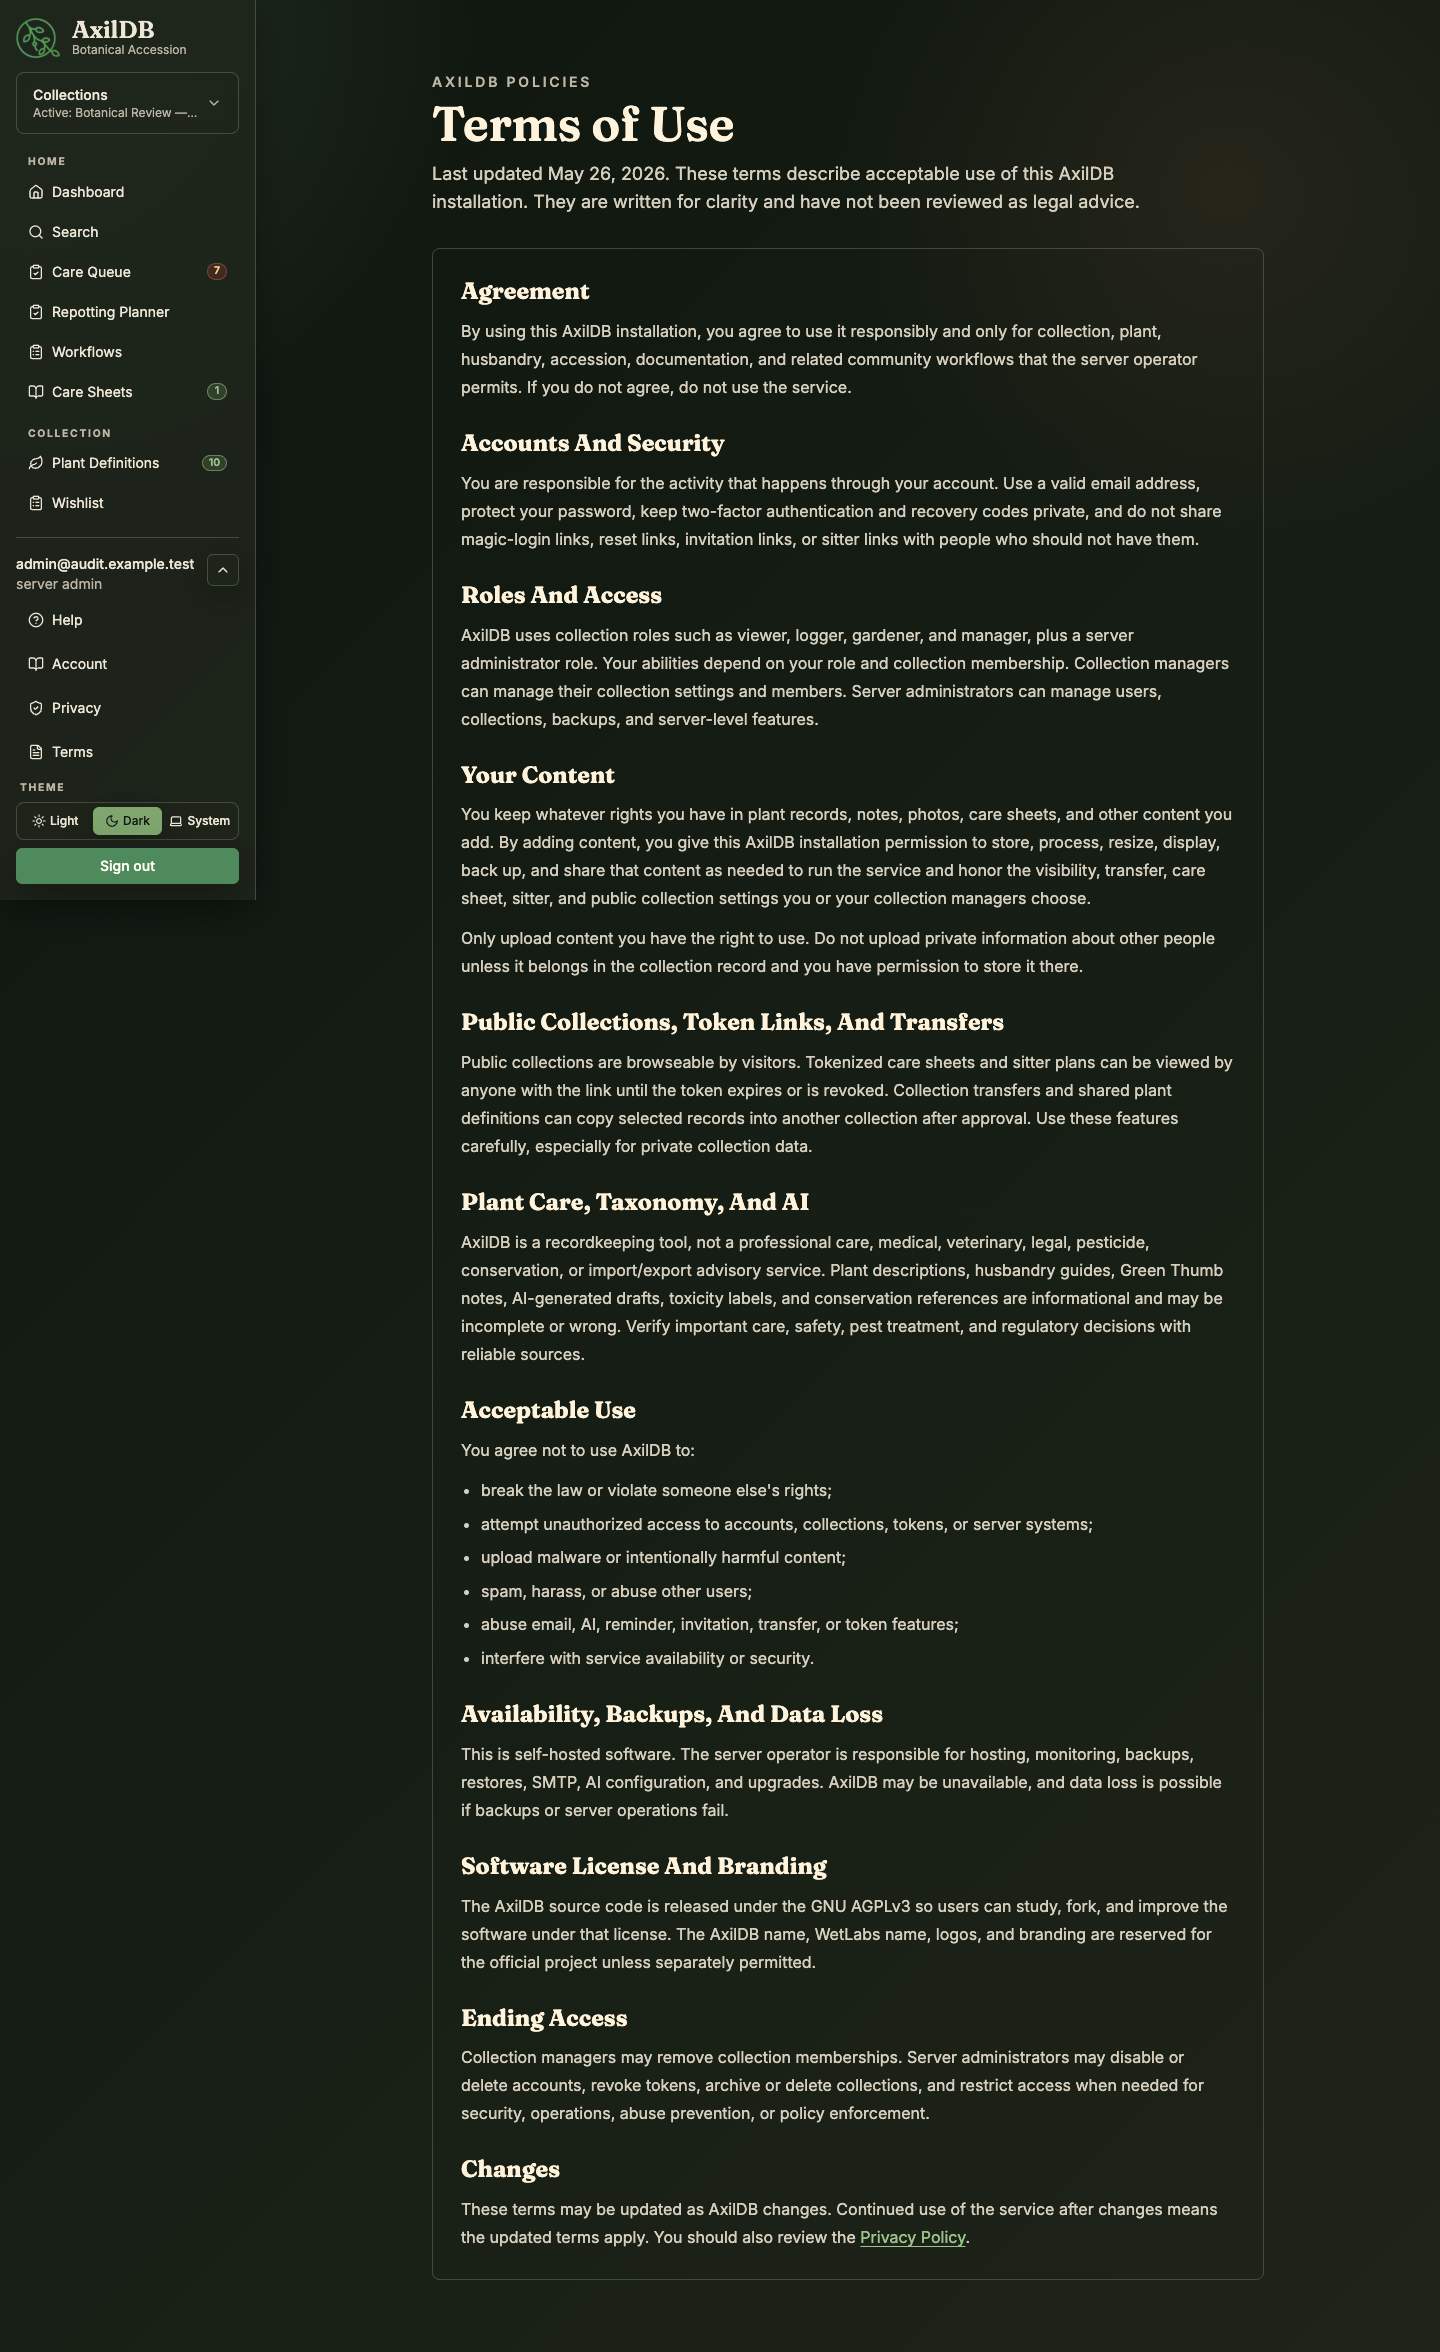 AxilDB
Botanical Accession
Collections
Active: Botanical Review —...
HOME
Dashboard
Search
Care Queue 7
Repotting Planner
Workflows
Care Sheets 1
COLLECTION
Plant Definitions 10
Wishlist
admin@audit.example.test
server admin
Help
Account
Privacy
Terms
THEME
Light Dark System
Sign out
AXILDB POLICIES
Terms of Use
Last updated May 26, 2026. These terms describe acceptable use of this AxilDB
installation. They are written for clarity and have not been reviewed as legal advice.
Agreement
By using this AxilDB installation, you agree to use it responsibly and only for collection, plant,
husbandry, accession, documentation, and related community workflows that the server operator
permits. If you do not agree, do not use the service.
Accounts And Security
You are responsible for the activity that happens through your account. Use a valid email address,
protect your password, keep two-factor authentication and recovery codes private, and do not share
magic-login links, reset links, invitation links, or sitter links with people who should not have them.
Roles And Access
AxilDB uses collection roles such as viewer, logger, gardener, and manager, plus a server
administrator role. Your abilities depend on your role and collection membership. Collection managers
can manage their collection settings and members. Server administrators can manage users,
collections, backups, and server-level features.
Your Content
You keep whatever rights you have in plant records, notes, photos, care sheets, and other content you
add. By adding content, you give this AxilDB installation permission to store, process, resize, display,
back up, and share that content as needed to run the service and honor the visibility, transfer, care
sheet, sitter, and public collection settings you or your collection managers choose.
Only upload content you have the right to use. Do not upload private information about other people
unless it belongs in the collection record and you have permission to store it there.
Public Collections, Token Links, And Transfers
Public collections are browseable by visitors. Tokenized care sheets and sitter plans can be viewed by
anyone with the link until the token expires or is revoked. Collection transfers and shared plant
definitions can copy selected records into another collection after approval. Use these features
carefully, especially for private collection data.
Plant Care, Taxonomy, And AI
AxilDB is a recordkeeping tool, not a professional care, medical, veterinary, legal, pesticide,
conservation, or import/export advisory service. Plant descriptions, husbandry guides, Green Thumb
notes, AI-generated drafts, toxicity labels, and conservation references are informational and may be
incomplete or wrong. Verify important care, safety, pest treatment, and regulatory decisions with
reliable sources.
Acceptable Use
You agree not to use AxilDB to:
• break the law or violate someone else's rights;
• attempt unauthorized access to accounts, collections, tokens, or server systems;
• upload malware or intentionally harmful content;
• spam, harass, or abuse other users;
• abuse email, AI, reminder, invitation, transfer, or token features;
• interfere with service availability or security.
Availability, Backups, And Data Loss
This is self-hosted software. The server operator is responsible for hosting, monitoring, backups,
restores, SMTP, AI configuration, and upgrades. AxilDB may be unavailable, and data loss is possible
if backups or server operations fail.
Software License And Branding
The AxilDB source code is released under the GNU AGPLv3 so users can study, fork, and improve the
software under that license. The AxilDB name, WetLabs name, logos, and branding are reserved for
the official project unless separately permitted.
Ending Access
Collection managers may remove collection memberships. Server administrators may disable or
delete accounts, revoke tokens, archive or delete collections, and restrict access when needed for
security, operations, abuse prevention, or policy enforcement.
Changes
These terms may be updated as AxilDB changes. Continued use of the service after changes means
the updated terms apply. You should also review the Privacy Policy.